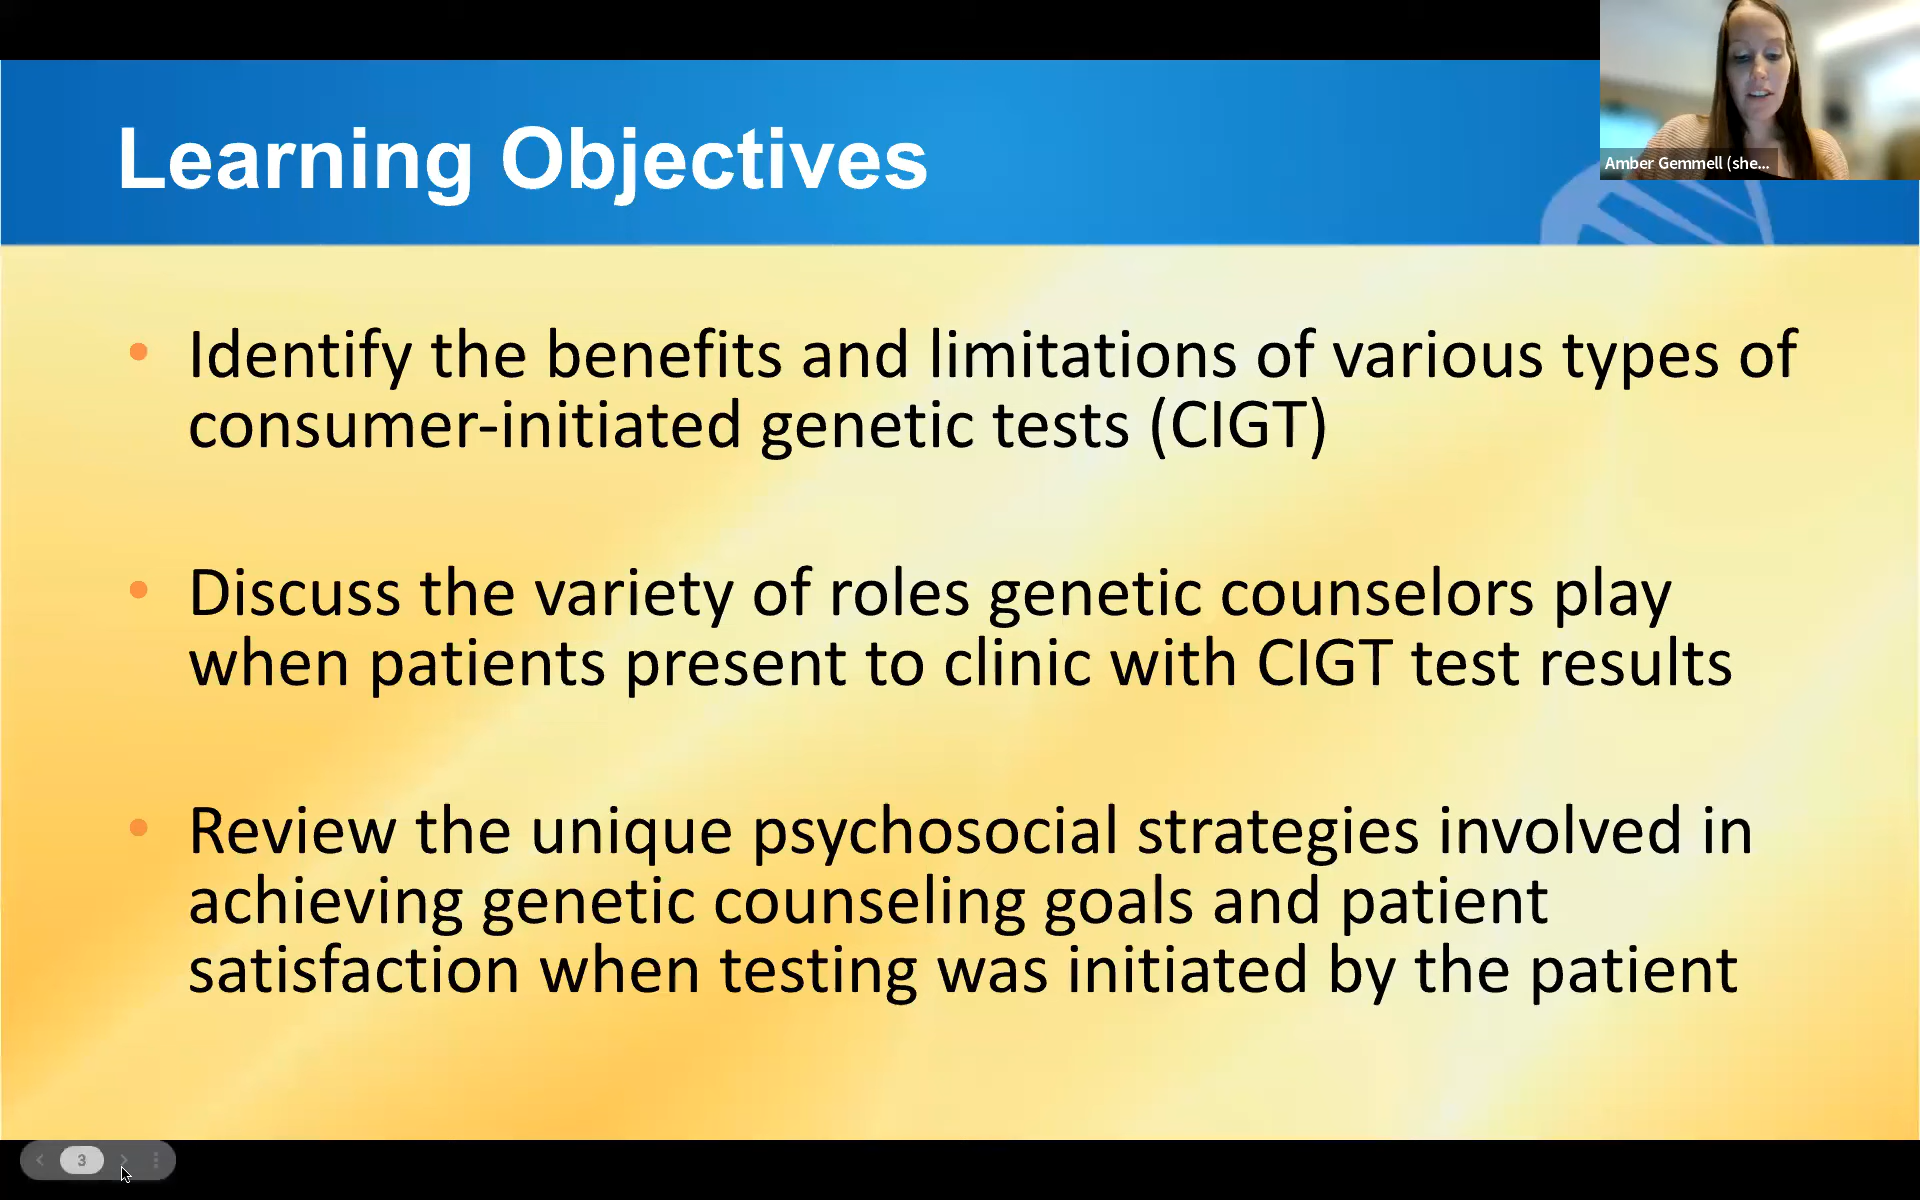 Learning Objectives
Amber Gemmell (she...
• Identify the benefits and limitations of various types of
consumer-initiated genetic tests (CIGT)
• Discuss the variety of roles genetic counselors play
when patients present to clinic with CIGT test results
• Review the unique psychosocial strategies involved in
achieving genetic counseling goals and patient
satisfaction when testing was initiated by the patient
3